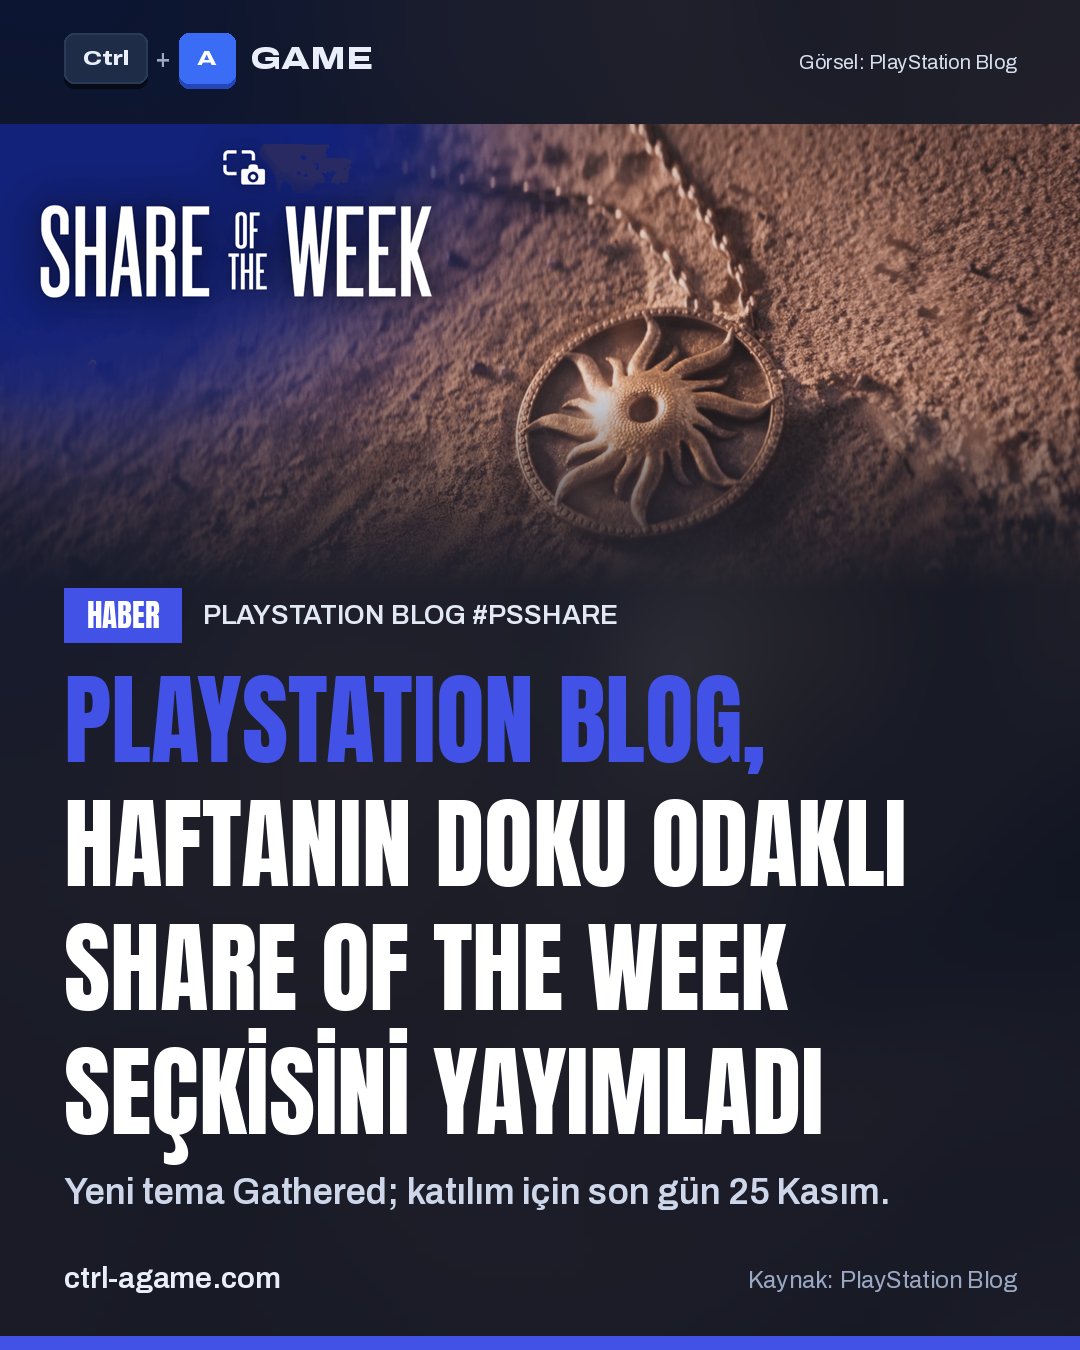 Ctrl + A GAME
Görsel: PlayStation Blog
SHARE OF THE WEEK
HABER
PLAYSTATION BLOG #PSSHARE
PLAYSTATION BLOG,
HAFTANIN DOKU ODAKLI
SHARE OF THE WEEK
SEÇKİSİNİ YAYIMLADI
Yeni tema Gathered; katılım için son gün 25 Kasım.
ctrl-agame.com
Kaynak: PlayStation Blog